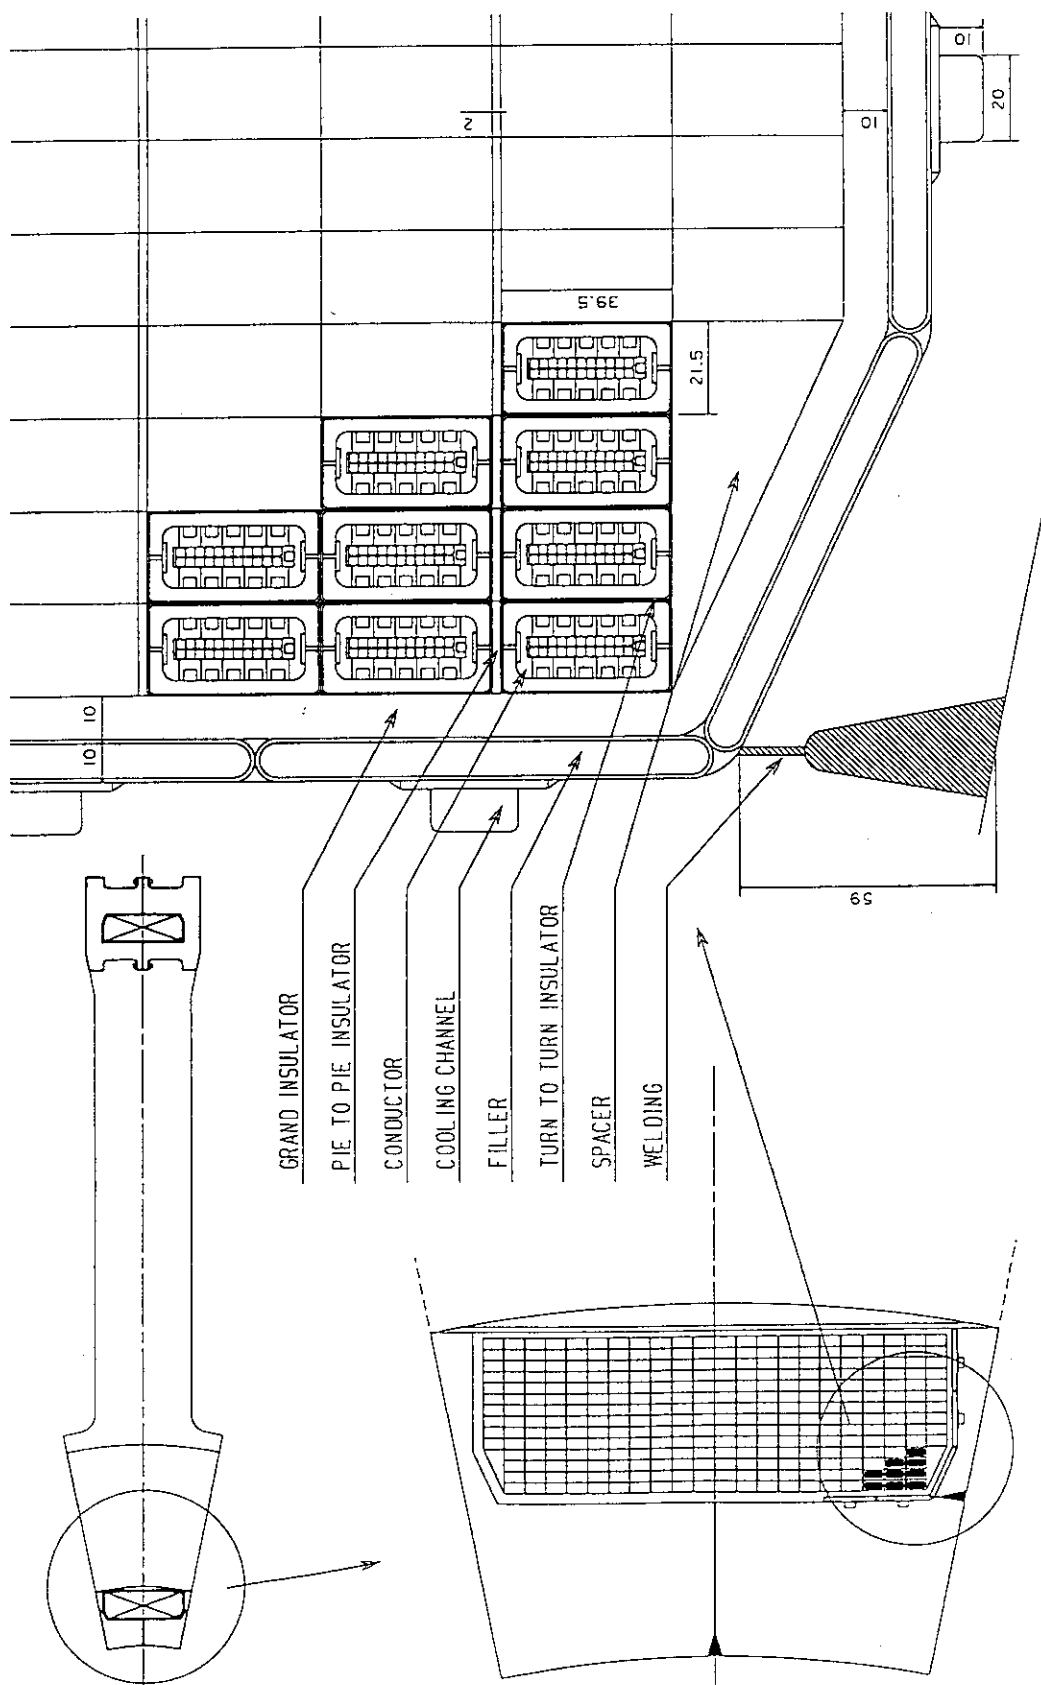 10
20
2
10
39.5
21.5
10
10
59
GRAND INSULATOR
PIE TO PIE INSULATOR
CONDUCTOR
COOLING CHANNEL
FILLER
TURN TO TURN INSULATOR
SPACER
WELDING